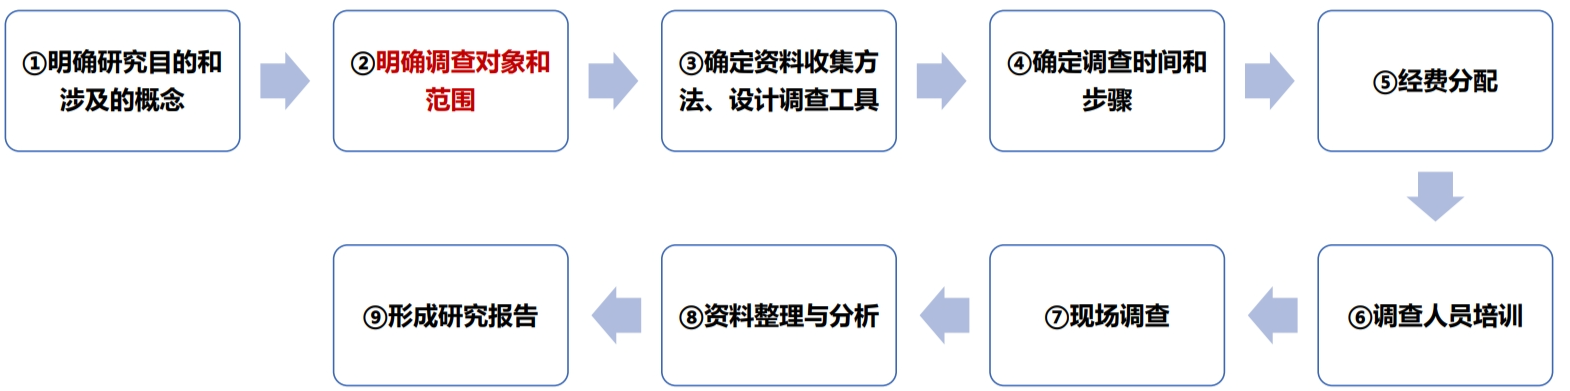 ①明确研究目的和
涉及的概念
②明确调查对象和
范围
③确定资料收集方
法、设计调查工具
④确定调查时间和
步骤
⑤经费分配
⑥调查人员培训
⑦现场调查
⑧资料整理与分析
⑨形成研究报告